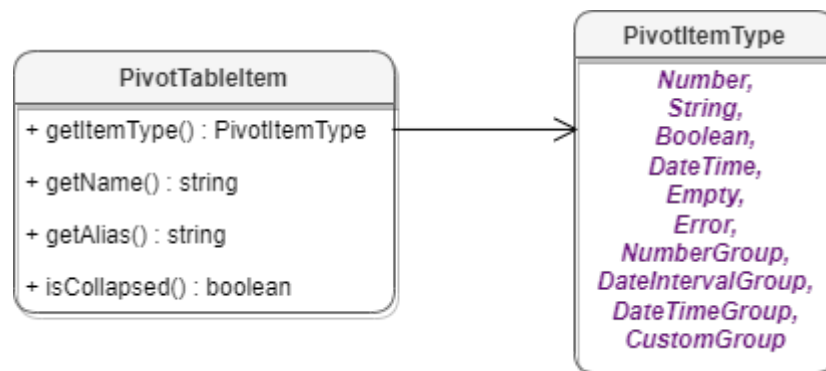 PivotTableItem
+ getItemType() : PivotItemType
+ getName() : string
+ getAlias() : string
+ isCollapsed() : boolean
PivotItemType
Number,
String,
Boolean,
DateTime,
Empty,
Error,
NumberGroup,
DateIntervalGroup,
DateTimeGroup,
CustomGroup